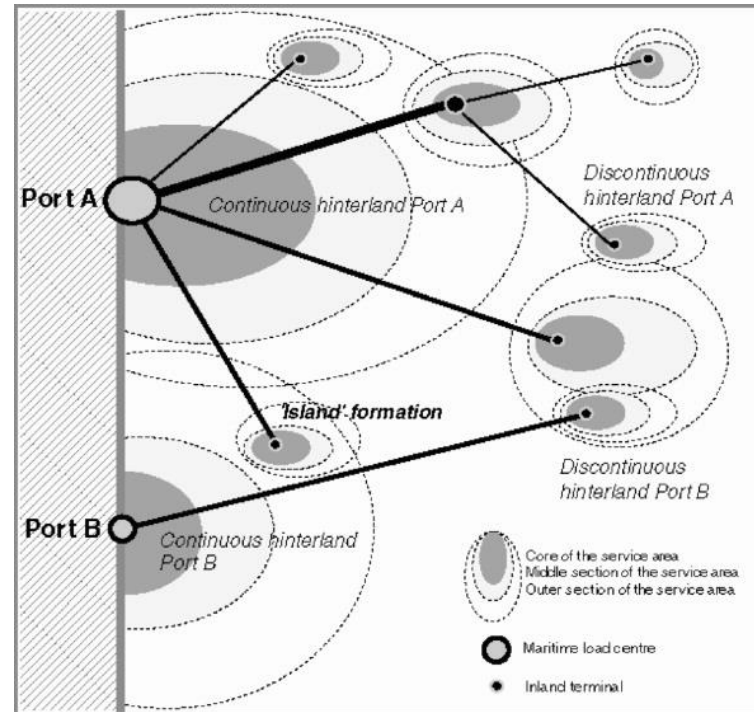 Port A
Continuous hinterland Port A
Discontinuous
hinterland Port A
'Island' formation
Discontinuous
hinterland Port B
Port B
Continuous hinterland
Port B
Core of the service area
Middle section of the service area
Outer section of the service area
Maritime load centre
Inland terminal